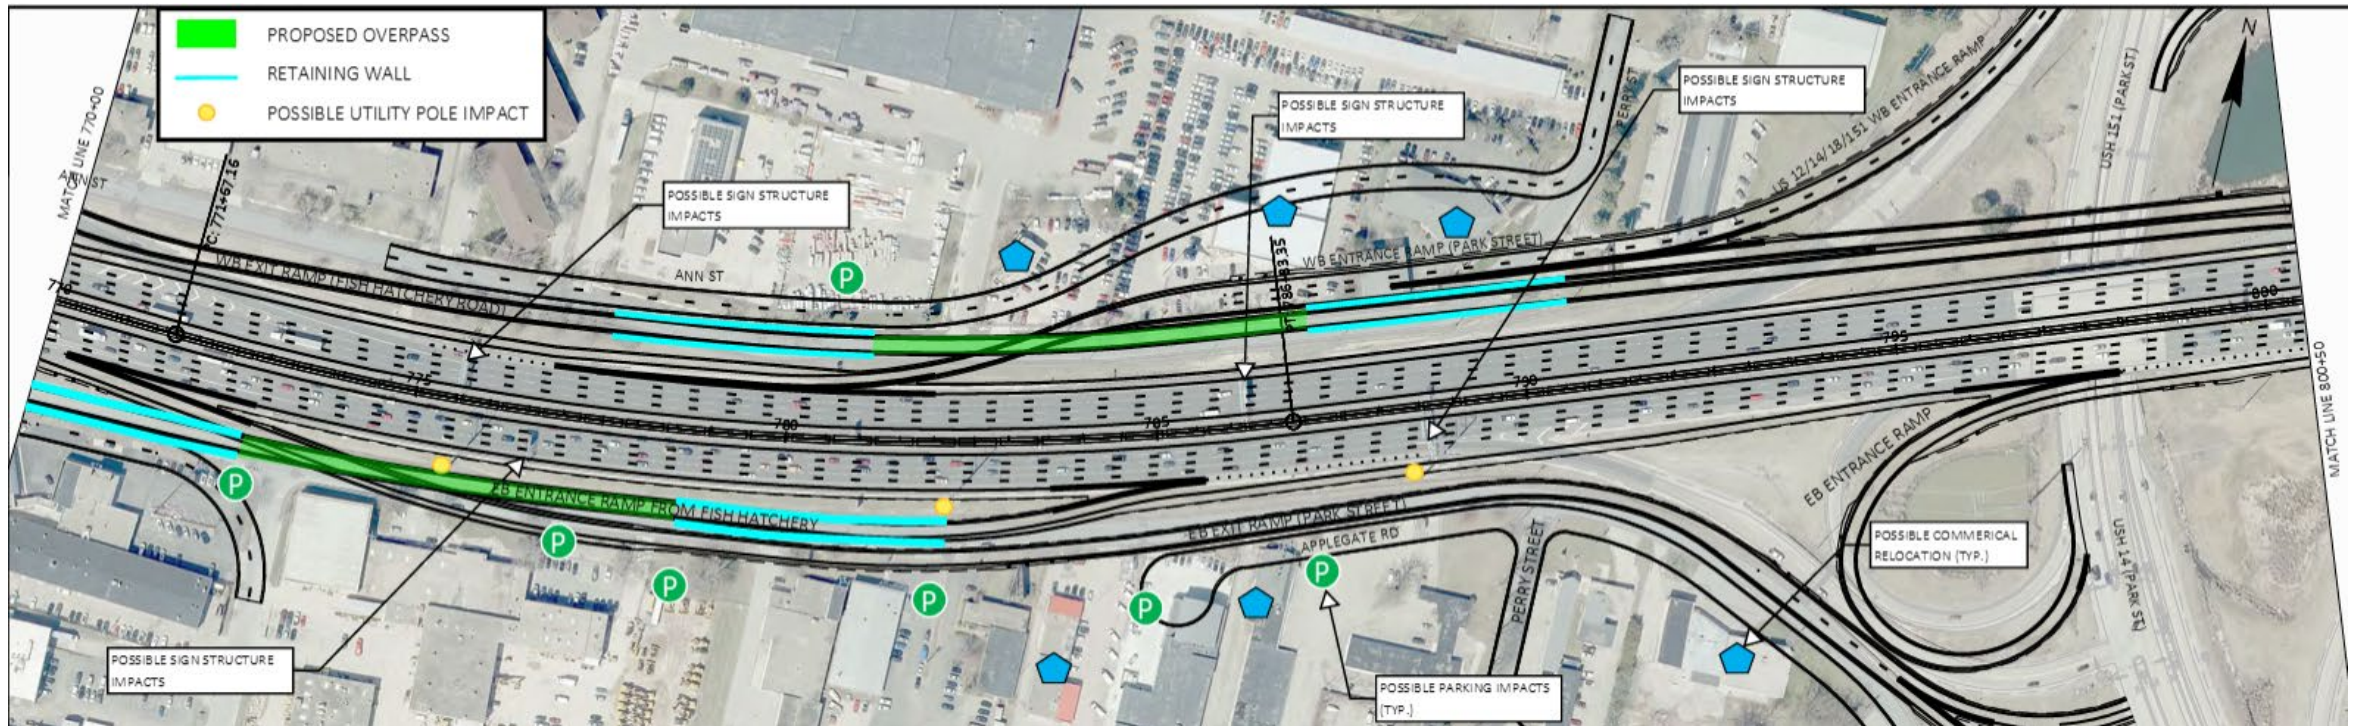 PROPOSED OVERPASS
RETAINING WALL
POSSIBLE UTILITY POLE IMPACT
MATCH LINE 770+00
ANN ST
PC: 771+67.16
POSSIBLE SIGN STRUCTURE
IMPACTS
POSSIBLE SIGN STRUCTURE
IMPACTS
POSSIBLE SIGN STRUCTURE
IMPACTS
PERRY ST
US 12/14/18/151 WB ENTRANCE RAMP
USH 151 (PARK ST)
N
WB EXIT RAMP (FISH HATCHERY ROAD)
ANN ST
P
WB ENTRANCE RAMP (PARK STREET)
PT: 786+83.35
770
775
780
785
790
795
800
MATCH LINE 800+50
P
EB ENTRANCE RAMP FROM FISH HATCHERY
EB EXIT RAMP (PARK STREET)
APPLEGATE RD
P
P
P
P
P
PERRY STREET
EB ENTRANCE RAMP
POSSIBLE COMMERICAL
RELOCATION (TYP.)
USH 14 (PARK ST)
POSSIBLE SIGN STRUCTURE
IMPACTS
POSSIBLE PARKING IMPACTS
(TYP.)